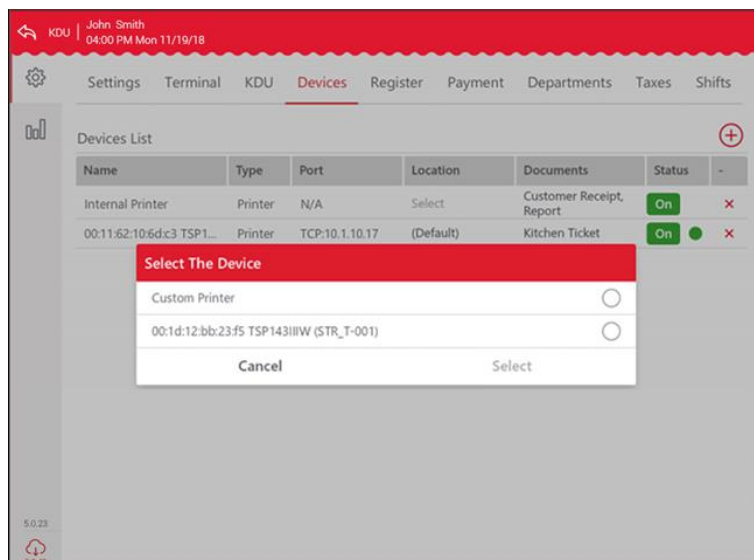 KDU
John Smith
04:00 PM Mon 11/19/18
Settings Terminal KDU Devices Register Payment Departments Taxes Shifts
Devices List
Name Type Port Location Documents Status -
Internal Printer Printer N/A Select Customer Receipt, Report On
00:11:62:10:6d:c3 TSP1... Printer TCP:10.1.10.17 (Default) Kitchen Ticket On
Select The Device
Custom Printer
00:1d:12:bb:23:f5 TSP143IIIW (STR_T-001)
Cancel Select
5.0.23